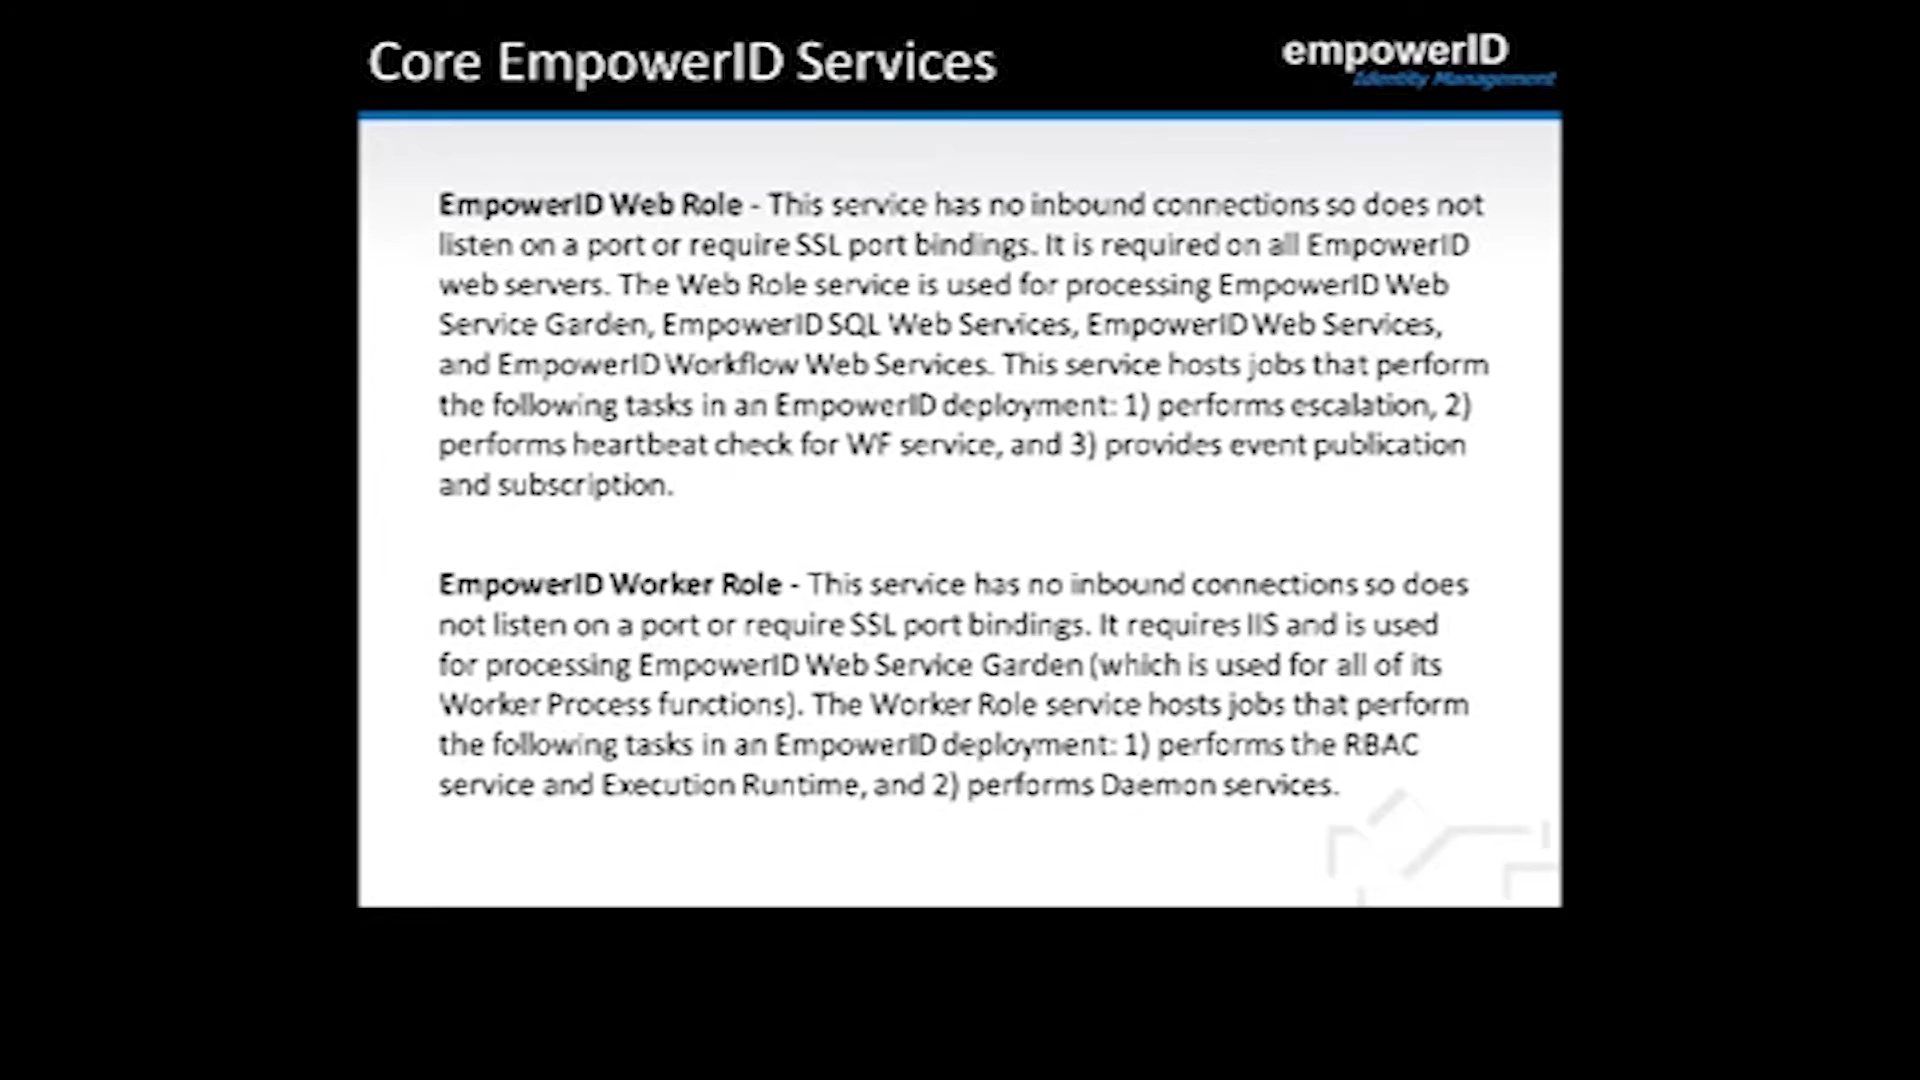 Core EmpowerID Services
empowerID
Identity Management
EmpowerID Web Role - This service has no inbound connections so does not
listen on a port or require SSL port bindings. It is required on all EmpowerID
web servers. The Web Role service is used for processing EmpowerID Web
Service Garden, EmpowerID SQL Web Services, EmpowerID Web Services,
and EmpowerID Workflow Web Services. This service hosts jobs that perform
the following tasks in an EmpowerID deployment: 1) performs escalation, 2)
performs heartbeat check for WF service, and 3) provides event publication
and subscription.
EmpowerID Worker Role - This service has no inbound connections so does
not listen on a port or require SSL port bindings. It requires IIS and is used
for processing EmpowerID Web Service Garden (which is used for all of its
Worker Process functions). The Worker Role service hosts jobs that perform
the following tasks in an EmpowerID deployment: 1) performs the RBAC
service and Execution Runtime, and 2) performs Daemon services.